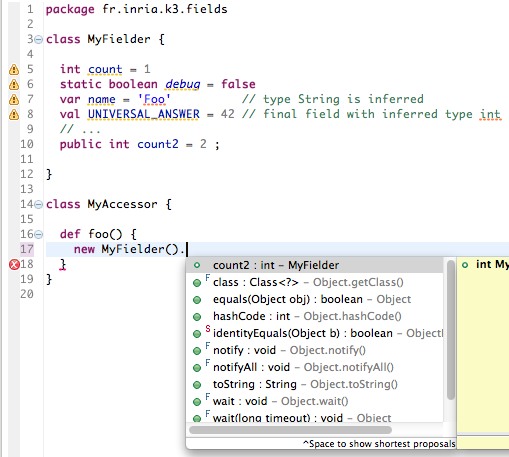 1 package fr.inria.k3.fields
2
3 class MyFielder {
4
5 int count = 1
6 static boolean debug = false
7 var name = 'Foo' // type String is inferred
8 val UNIVERSAL_ANSWER = 42 // final field with inferred type int
9 // ...
10 public int count2 = 2 ;
11
12 }
13
14 class MyAccessor {
15
16 def foo() {
17 new MyFielder().
18 }
19 }
20
count2 : int – MyFielder
int My
F class : Class<?> – Object.getClass()
equals(Object obj) : boolean – Object
hashCode : int – Object.hashCode()
S identityEquals(Object b) : boolean – Object
F notify : void – Object.notify()
F notifyAll : void – Object.notifyAll()
toString : String – Object.toString()
F wait : void – Object.wait()
F wait(long timeout) : void – Object
^Space to show shortest proposals